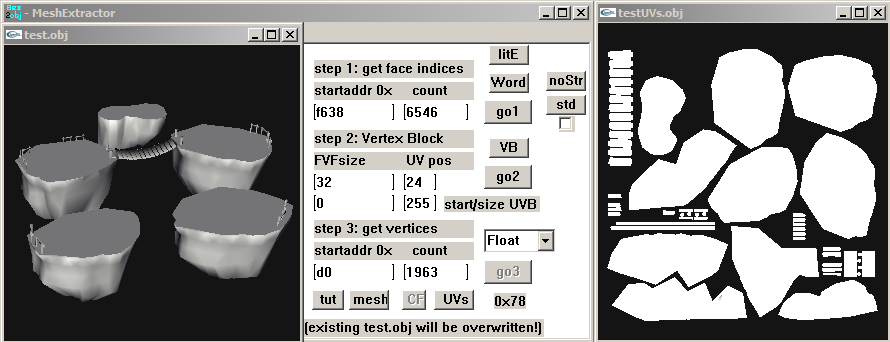 Hex
2obj - MeshExtractor
test.obj
testUVs.obj
litE
step 1: get face indices
Word
noStr
startaddr 0x count
std
f638 6546
go1
step 2: Vertex Block
VB
FVFsize UV pos
go2
32 24
0 255 start/size UVB
step 3: get vertices
Float
startaddr 0x count
d0 1963
go3
tut mesh CF UVs 0x78
(existing test.obj will be overwritten!)